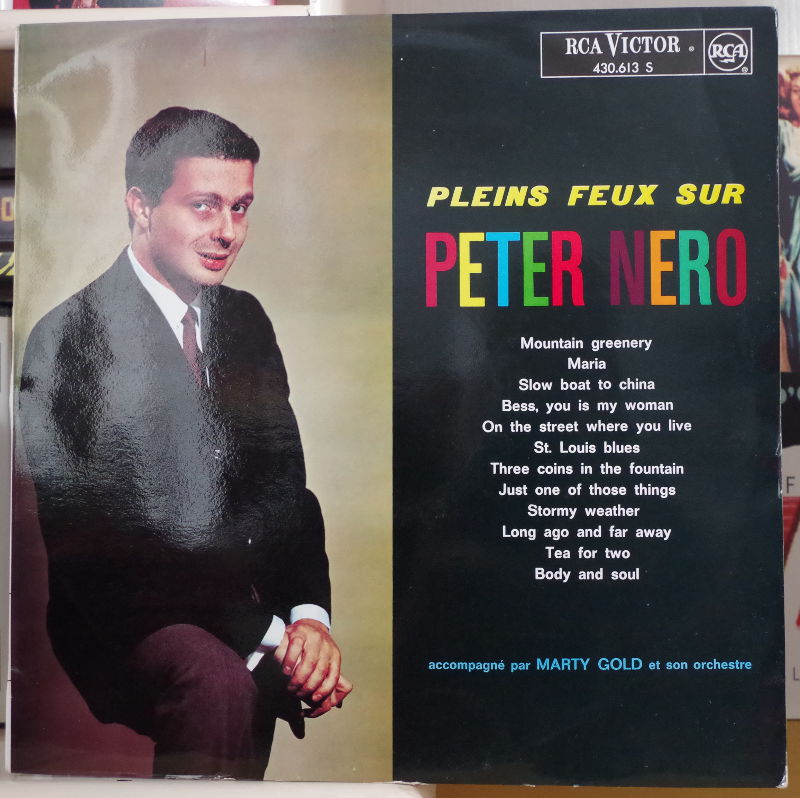 RCA VICTOR ®
430.613 S
RCA ®
PLEINS FEUX SUR
PETER NERO
Mountain greenery
Maria
Slow boat to china
Bess, you is my woman
On the street where you live
St. Louis blues
Three coins in the fountain
Just one of those things
Stormy weather
Long ago and far away
Tea for two
Body and soul
accompagné par MARTY GOLD et son orchestre